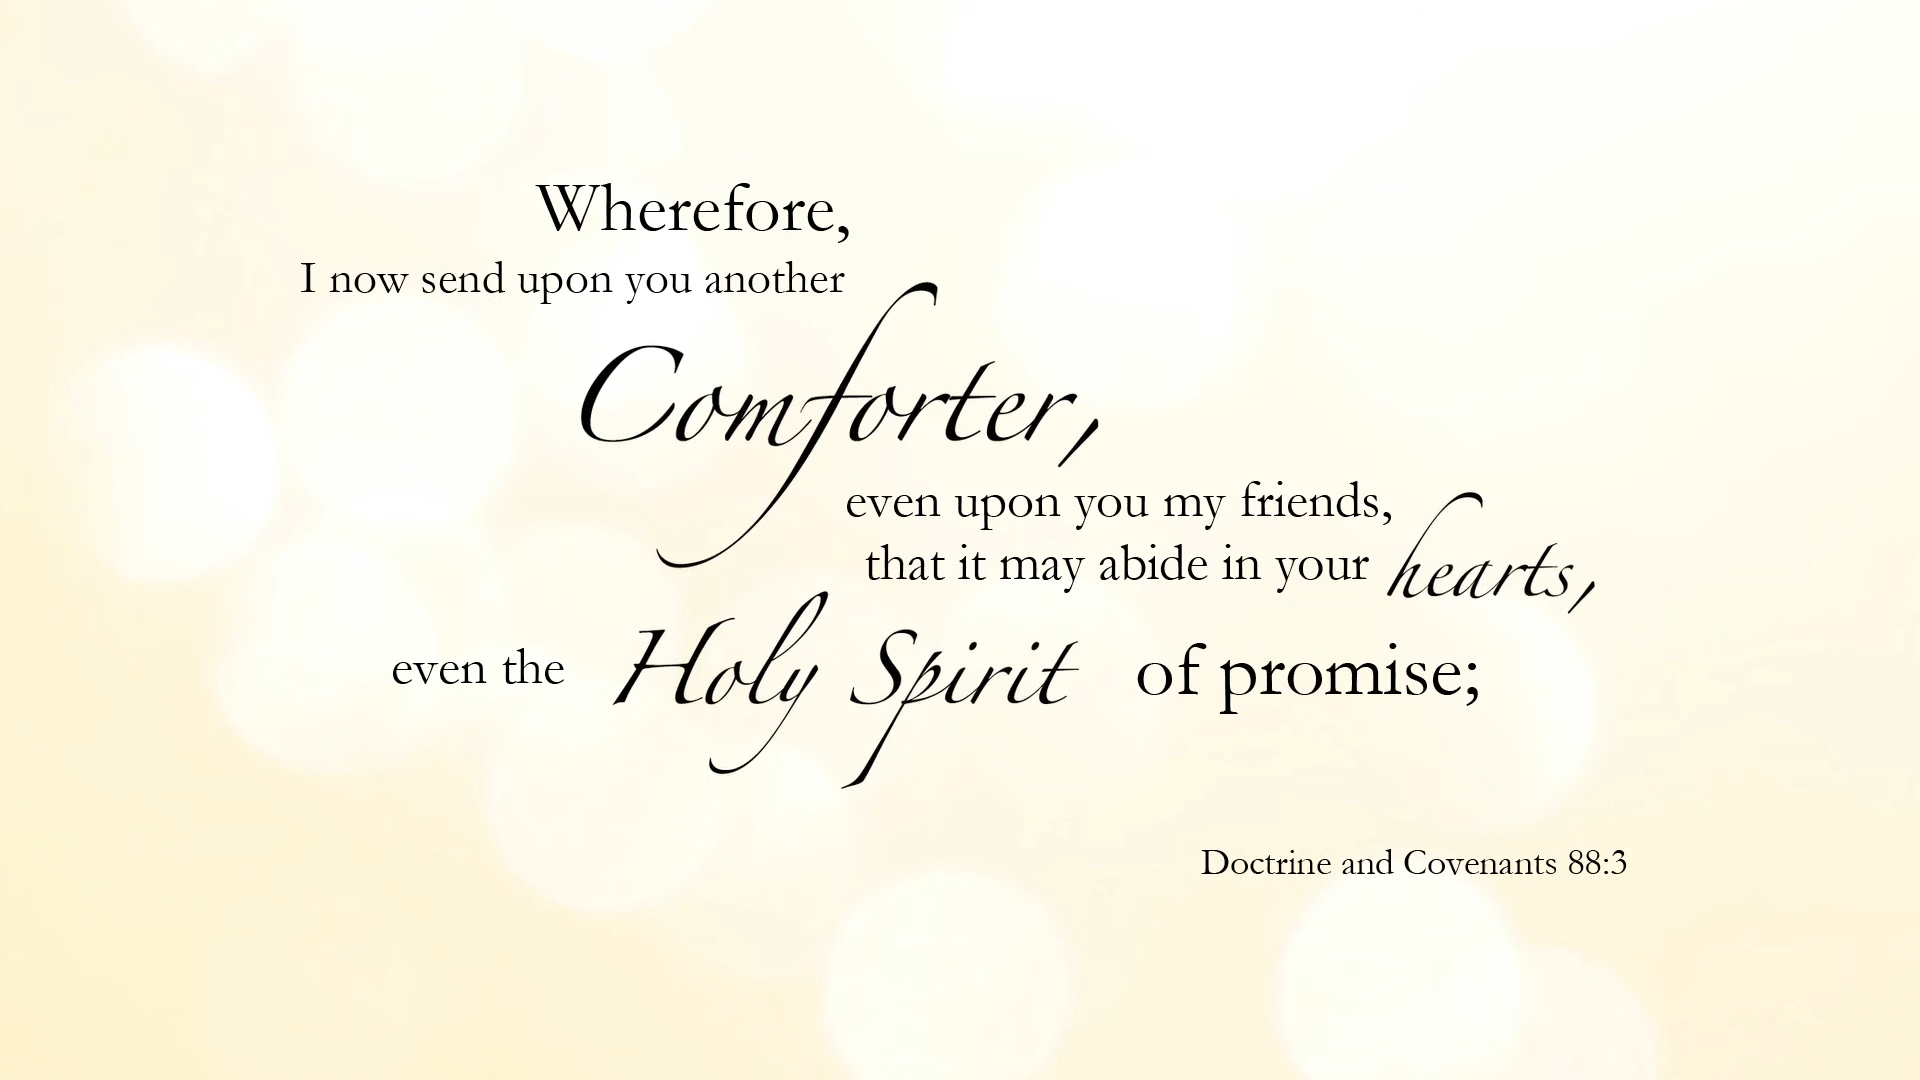 Wherefore,
I now send upon you another
Comforter,
even upon you my friends,
that it may abide in your hearts,
even the Holy Spirit of promise;
Doctrine and Covenants 88:3